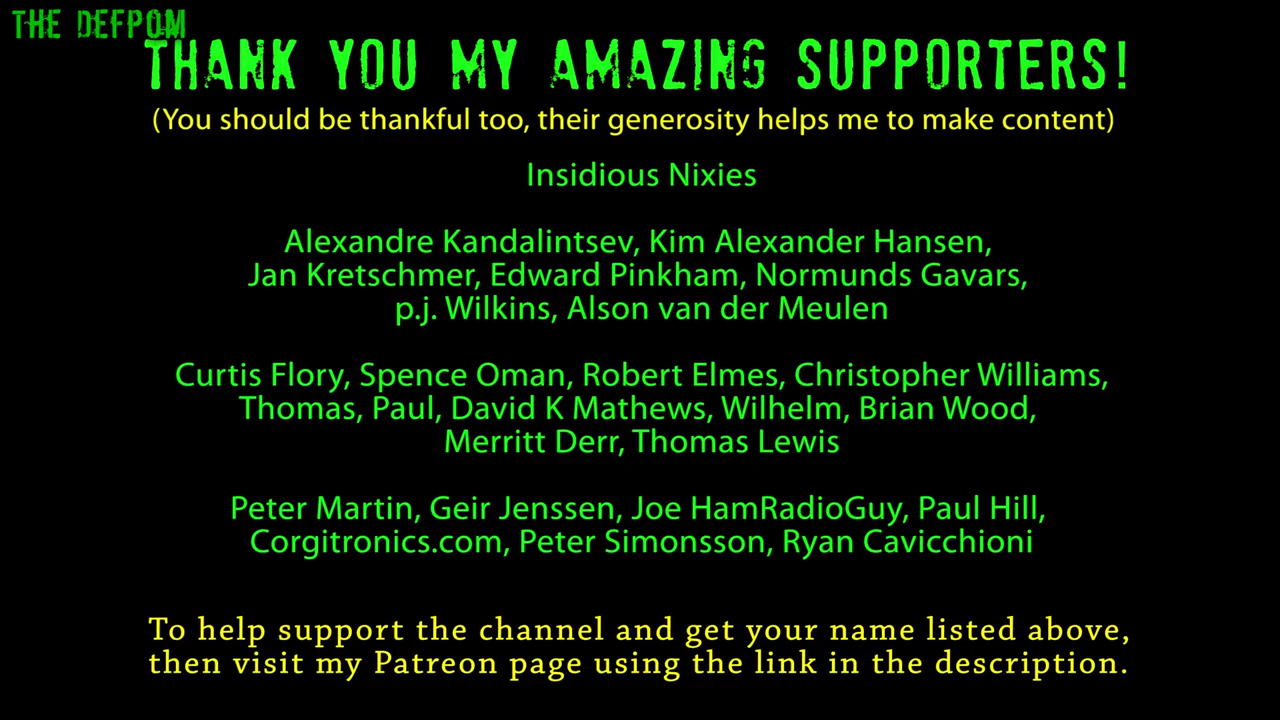 THE DEFPOM
THANK YOU MY AMAZING SUPPORTERS!
(You should be thankful too, their generosity helps me to make content)
Insidious Nixies
Alexandre Kandalintsev, Kim Alexander Hansen,
Jan Kretschmer, Edward Pinkham, Normunds Gavars,
p.j. Wilkins, Alson van der Meulen
Curtis Flory, Spence Oman, Robert Elmes, Christopher Williams,
Thomas, Paul, David K Mathews, Wilhelm, Brian Wood,
Merritt Derr, Thomas Lewis
Peter Martin, Geir Jenssen, Joe HamRadioGuy, Paul Hill,
Corgitronics.com, Peter Simonsson, Ryan Cavicchioni
To help support the channel and get your name listed above,
then visit my Patreon page using the link in the description.